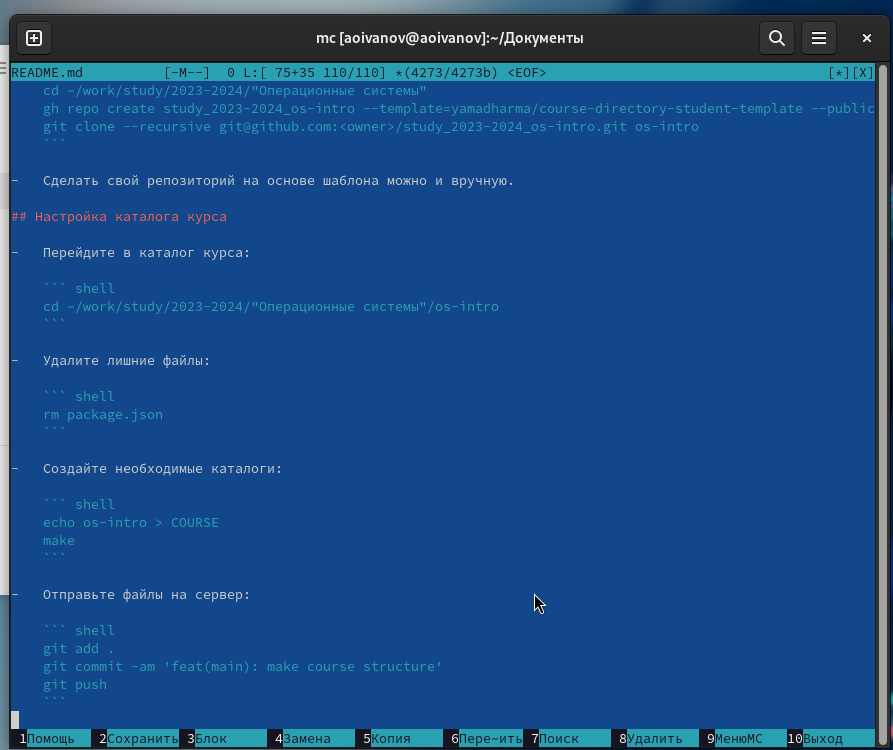 mc [aoivanov@aoivanov]:~/Документы
README.md [-M--] 0 L:[ 75+35 110/110] *(4273/4273b) <EOF> [*][X]
cd ~/work/study/2023-2024/"Операционные системы"
gh repo create study_2023-2024_os-intro --template=yamadharma/course-directory-student-template --public
git clone --recursive git@github.com:<owner>/study_2023-2024_os-intro.git os-intro
```
- Сделать свой репозиторий на основе шаблона можно и вручную.
## Настройка каталога курса
- Перейдите в каталог курса:
``` shell
cd ~/work/study/2023-2024/"Операционные системы"/os-intro
```
- Удалите лишние файлы:
``` shell
rm package.json
```
- Создайте необходимые каталоги:
``` shell
echo os-intro > COURSE
make
```
- Отправьте файлы на сервер:
``` shell
git add .
git commit -am 'feat(main): make course structure'
git push
```
1Помощь 2Сохранить 3Блок 4Замена 5Копия 6Пере~ить 7Поиск 8Удалить 9МенюMC 10Выход